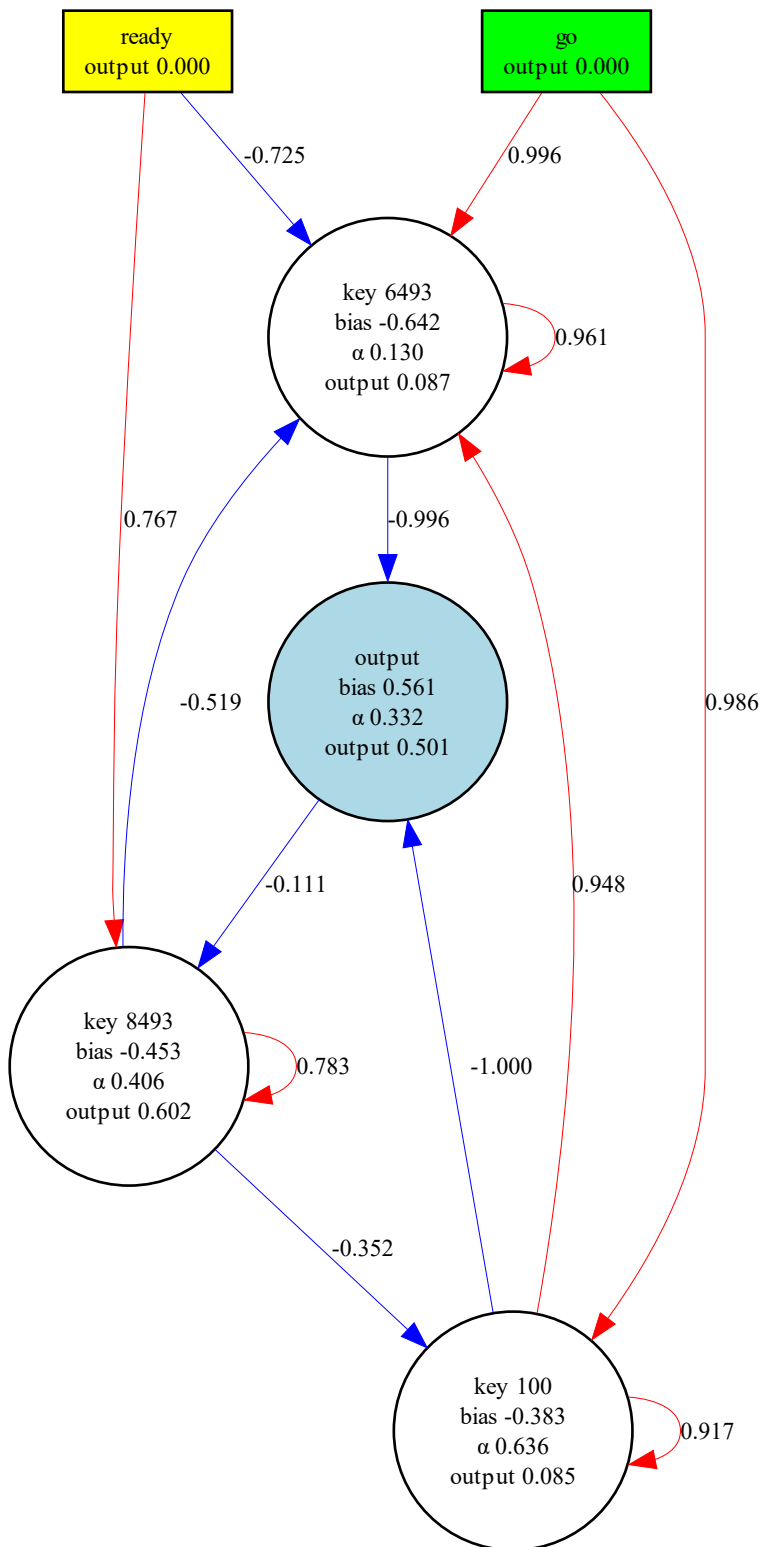 ready
output 0.000
go
output 0.000
-0.725
0.996
key 6493
bias -0.642
α 0.130
output 0.087
0.961
0.767
-0.996
-0.519
output
bias 0.561
α 0.332
output 0.501
0.986
-0.111
0.948
key 8493
bias -0.453
α 0.406
output 0.602
0.783
-1.000
-0.352
key 100
bias -0.383
α 0.636
output 0.085
0.917